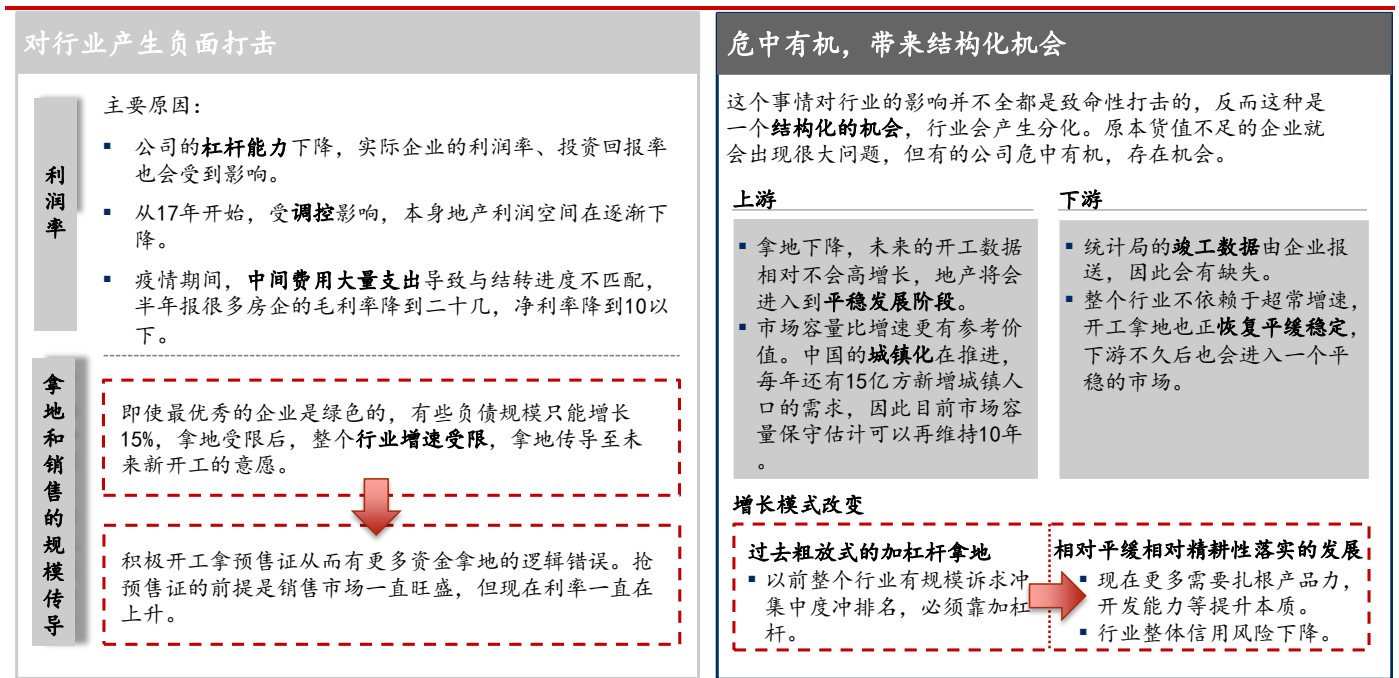 对行业产生负面打击
利润率
主要原因：
▪ 公司的杠杆能力下降，实际企业的利润率、投资回报率
也会受到影响。
▪ 从17年开始，受调控影响，本身地产利润空间在逐渐下
降。
▪ 疫情期间，中间费用大量支出导致与结转进度不匹配，
半年报很多房企的毛利率降到二十几，净利率降到10以
下。
拿地和销售的规模传导
即使最优秀的企业是绿色的，有些负债规模只能增长
15%，拿地受限后，整个行业增速受限，拿地传导至未
来新开工的意愿。
积极开工拿预售证从而有更多资金拿地的逻辑错误。抢
预售证的前提是销售市场一直旺盛，但现在利率一直在
上升。
危中有机，带来结构化机会
这个事情对行业的影响并不全都是致命性打击的，反而这种是
一个结构化的机会，行业会产生分化。原本货值不足的企业就
会出现很大问题，但有的公司危中有机，存在机会。
上游
▪ 拿地下降，未来的开工数据
相对不会高增长，地产将会
进入到平稳发展阶段。
▪ 市场容量比增速更有参考价
值。中国的城镇化在推进，
每年还有15亿方新增城镇人
口的需求，因此目前市场容
量保守估计可以再维持10年
。
下游
▪ 统计局的竣工数据由企业报
送，因此会有缺失。
▪ 整个行业不依赖于超常增速，
开工拿地也正恢复平缓稳定，
下游不久后也会进入一个平
稳的市场。
增长模式改变
过去粗放式的加杠杆拿地
▪ 以前整个行业有规模诉求冲
集中度冲排名，必须靠加杠
杆。
相对平缓相对精耕性落实的发展
▪ 现在更多需要扎根产品力，
开发能力等提升本质。
▪ 行业整体信用风险下降。